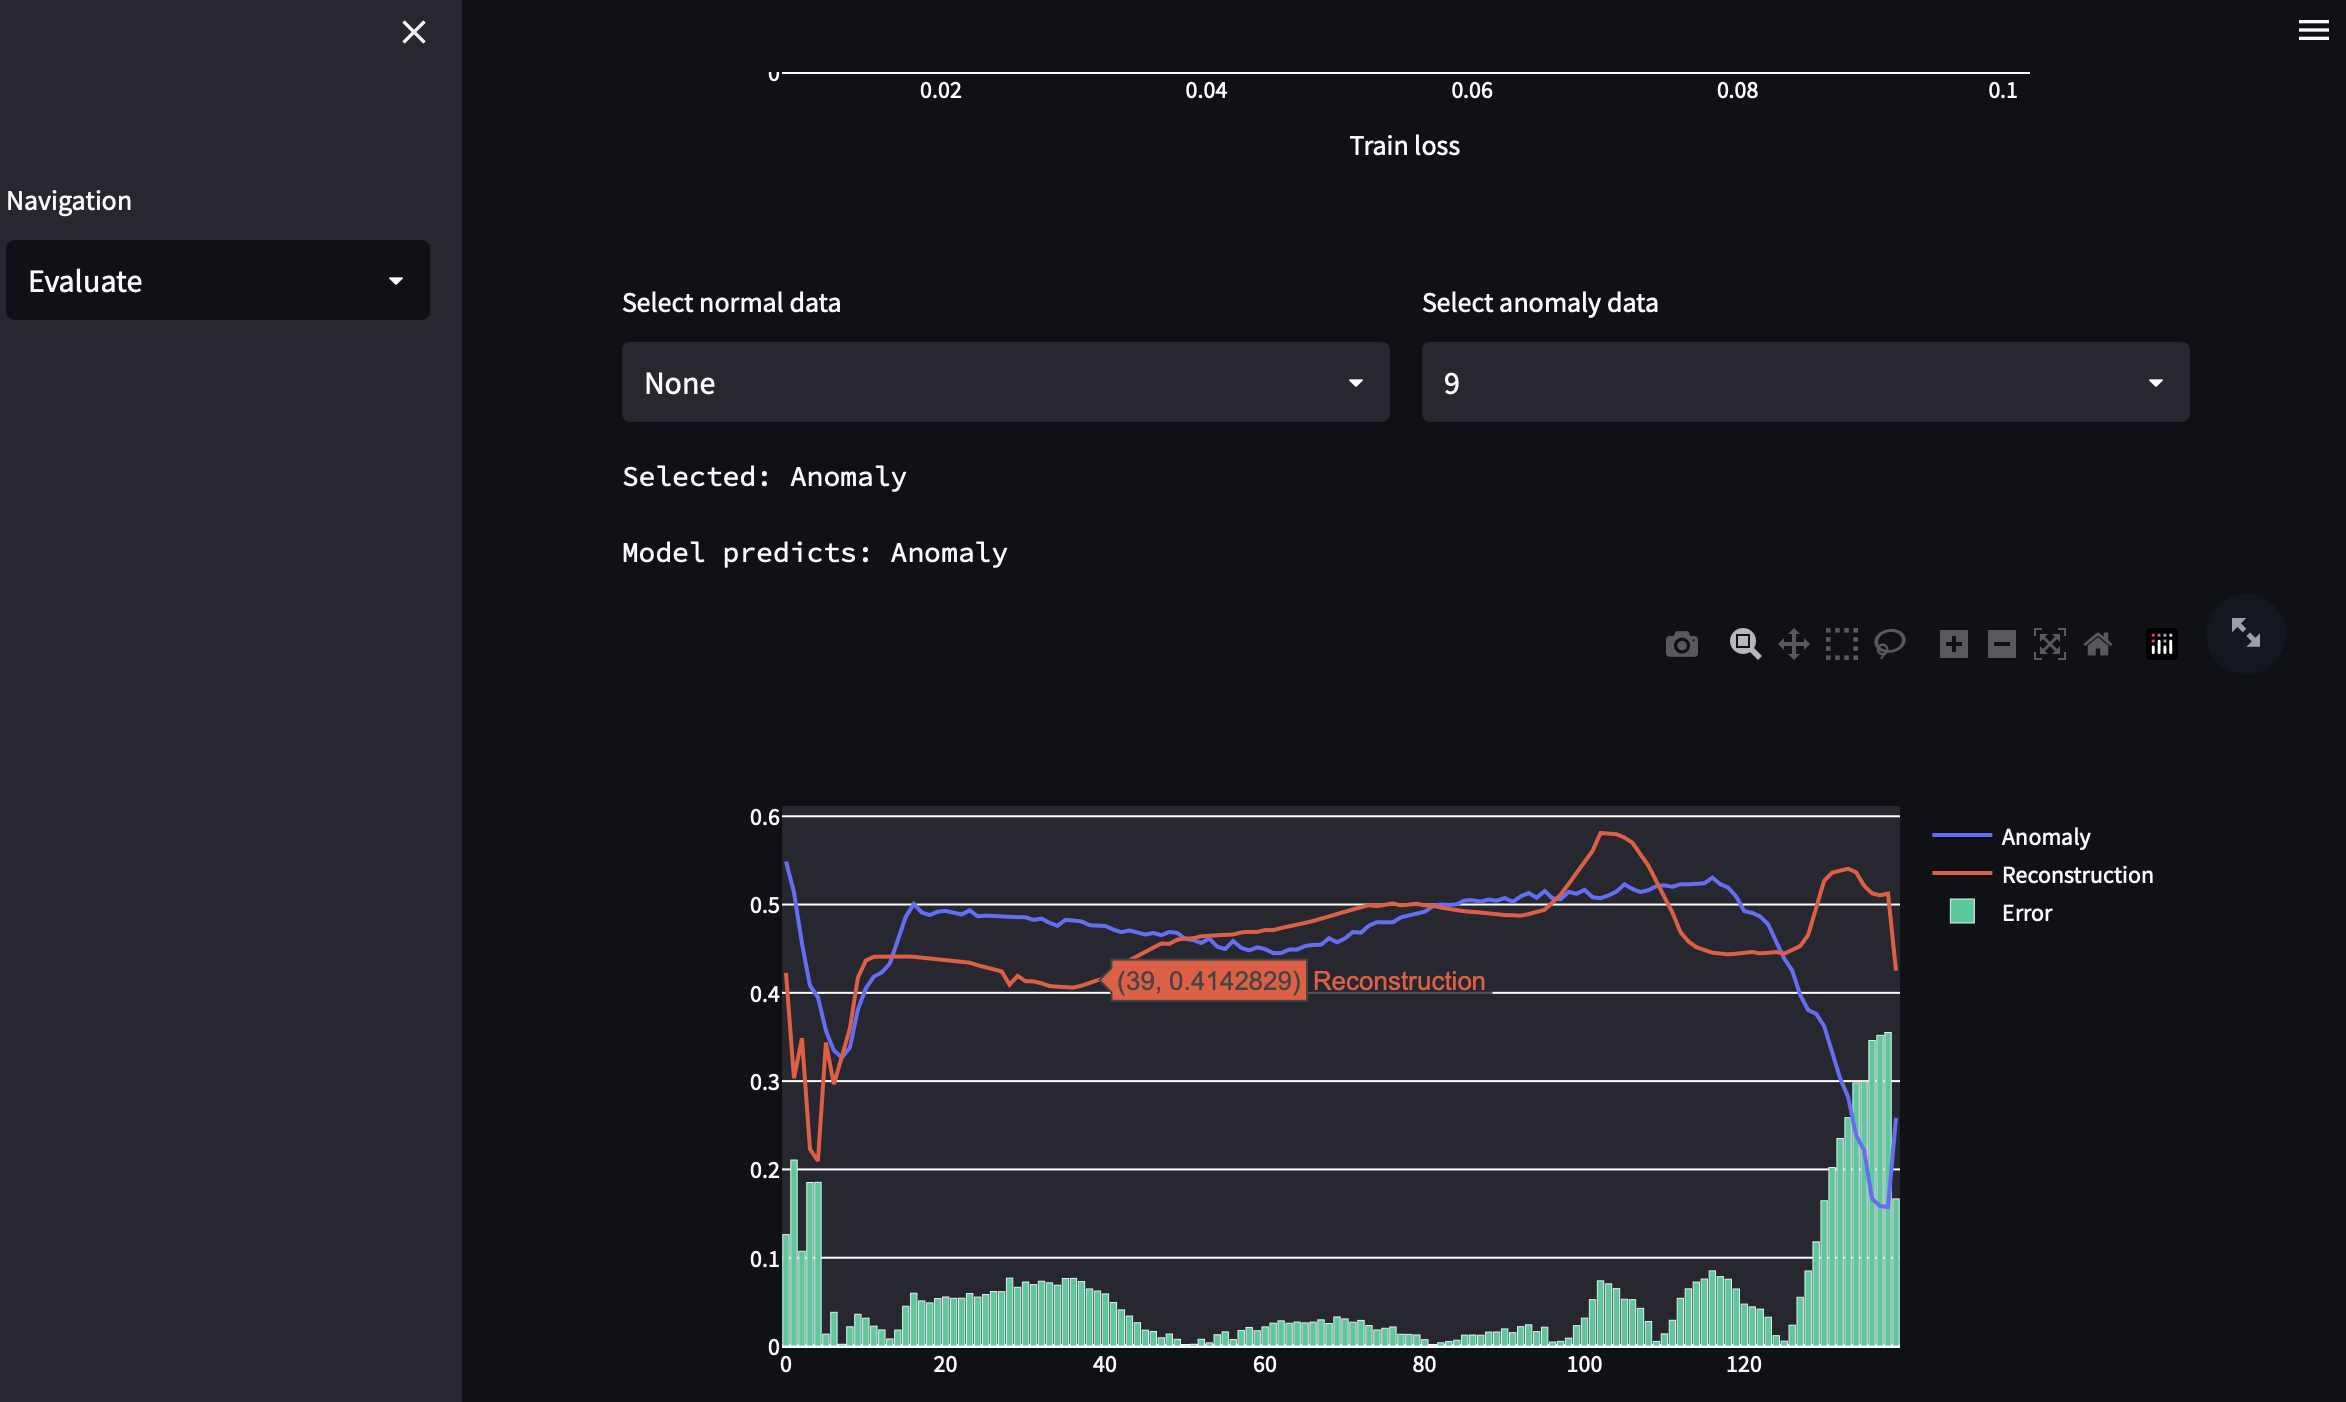 Navigation
Evaluate
0
0.02
0.04
0.06
0.08
0.1
Train loss
Select normal data
None
Select anomaly data
9
Selected: Anomaly
Model predicts: Anomaly
0.6
0.5
0.4
0.3
0.2
0.1
0
0
20
40
60
80
100
120
(39, 0.4142829) Reconstruction
Anomaly
Reconstruction
Error